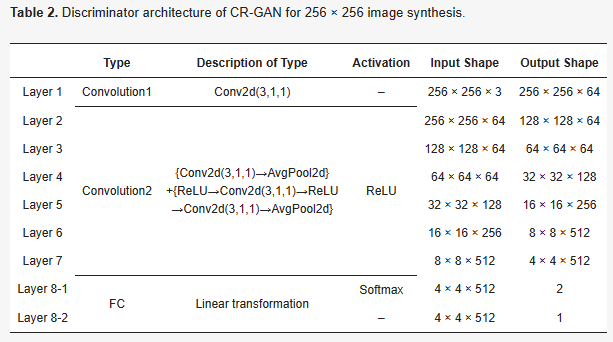 Table 2. Discriminator architecture of CR-GAN for 256 × 256 image synthesis.
Type Description of Type Activation Input Shape Output Shape
Layer 1 Convolution1 Conv2d(3,1,1) – 256 × 256 × 3 256 × 256 × 64
Layer 2 256 × 256 × 64 128 × 128 × 64
Layer 3 128 × 128 × 64 64 × 64 × 64
Layer 4 {Conv2d(3,1,1)→AvgPool2d} 64 × 64 × 64 32 × 32 × 128
Convolution2 +{ReLU→Conv2d(3,1,1)→ReLU ReLU
Layer 5 →Conv2d(3,1,1)→AvgPool2d} 32 × 32 × 128 16 × 16 × 256
Layer 6 16 × 16 × 256 8 × 8 × 512
Layer 7 8 × 8 × 512 4 × 4 × 512
Layer 8-1 Softmax 4 × 4 × 512 2
FC Linear transformation
Layer 8-2 – 4 × 4 × 512 1